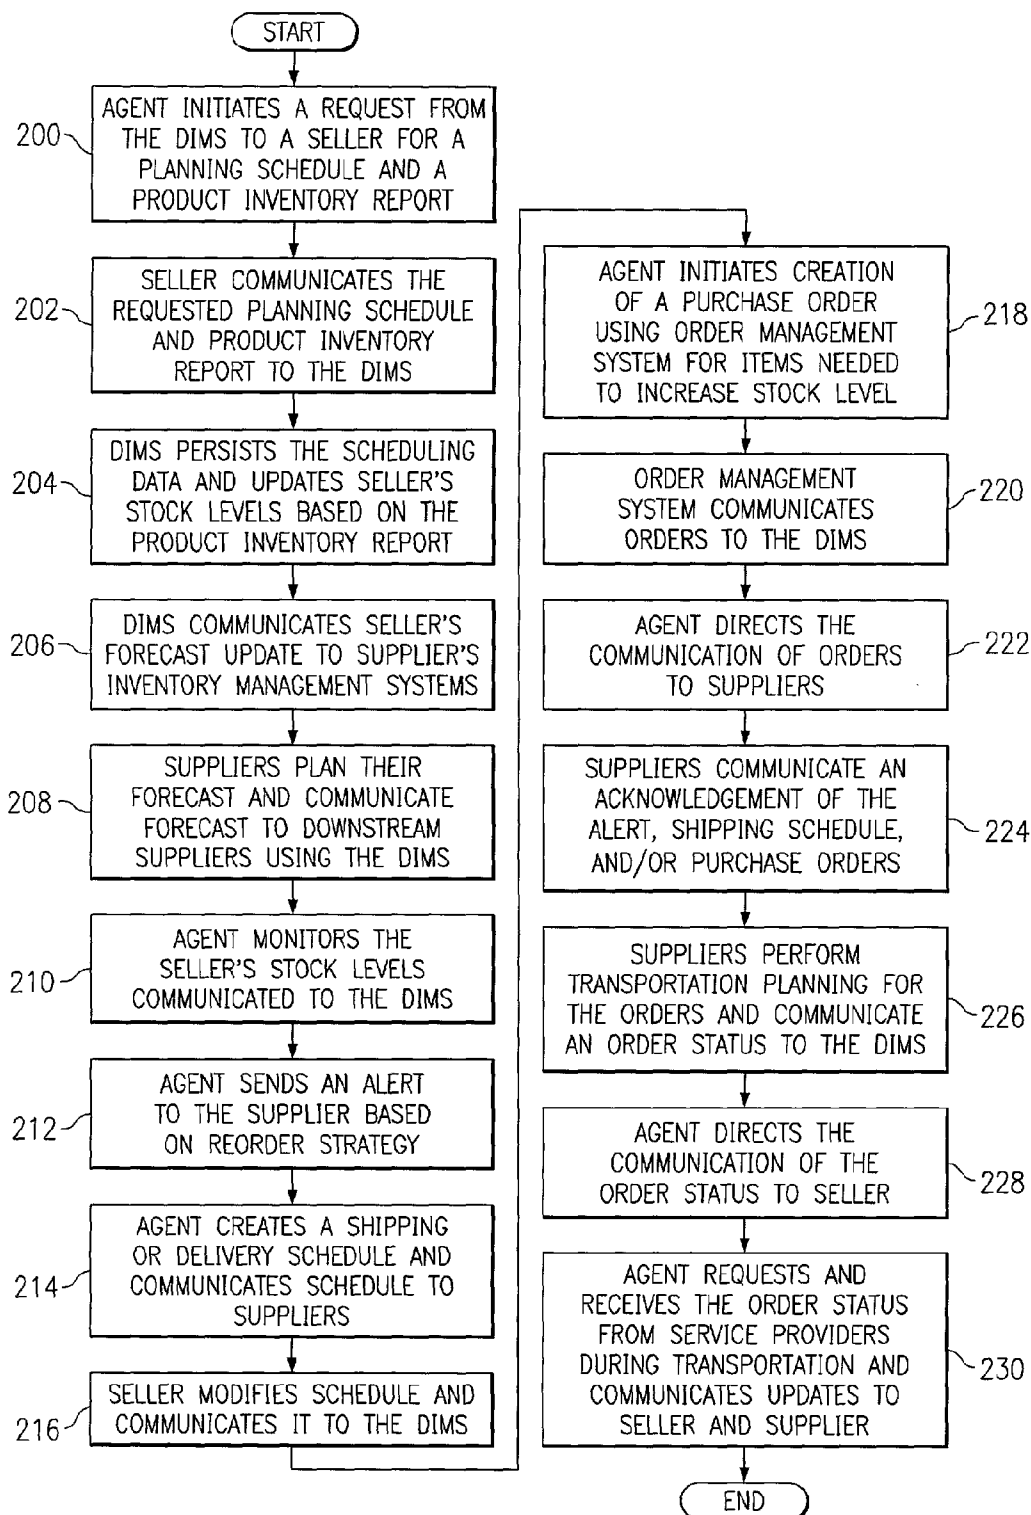 START
200
AGENT INITIATES A REQUEST FROM
THE DIMS TO A SELLER FOR A
PLANNING SCHEDULE AND A
PRODUCT INVENTORY REPORT
202
SELLER COMMUNICATES THE
REQUESTED PLANNING SCHEDULE
AND PRODUCT INVENTORY
REPORT TO THE DIMS
204
DIMS PERSISTS THE SCHEDULING
DATA AND UPDATES SELLER'S
STOCK LEVELS BASED ON THE
PRODUCT INVENTORY REPORT
206
DIMS COMMUNICATES SELLER'S
FORECAST UPDATE TO SUPPLIER'S
INVENTORY MANAGEMENT SYSTEMS
208
SUPPLIERS PLAN THEIR
FORECAST AND COMMUNICATE
FORECAST TO DOWNSTREAM
SUPPLIERS USING THE DIMS
210
AGENT MONITORS THE
SELLER'S STOCK LEVELS
COMMUNICATED TO THE DIMS
212
AGENT SENDS AN ALERT
TO THE SUPPLIER BASED
ON REORDER STRATEGY
214
AGENT CREATES A SHIPPING
OR DELIVERY SCHEDULE AND
COMMUNICATES SCHEDULE TO
SUPPLIERS
216
SELLER MODIFIES SCHEDULE AND
COMMUNICATES IT TO THE DIMS
AGENT INITIATES CREATION
OF A PURCHASE ORDER
USING ORDER MANAGEMENT
SYSTEM FOR ITEMS NEEDED
TO INCREASE STOCK LEVEL
218
ORDER MANAGEMENT
SYSTEM COMMUNICATES
ORDERS TO THE DIMS
220
AGENT DIRECTS THE
COMMUNICATION OF ORDERS
TO SUPPLIERS
222
SUPPLIERS COMMUNICATE AN
ACKNOWLEDGEMENT OF THE
ALERT, SHIPPING SCHEDULE,
AND/OR PURCHASE ORDERS
224
SUPPLIERS PERFORM
TRANSPORTATION PLANNING FOR
THE ORDERS AND COMMUNICATE
AN ORDER STATUS TO THE DIMS
226
AGENT DIRECTS THE
COMMUNICATION OF THE
ORDER STATUS TO SELLER
228
AGENT REQUESTS AND
RECEIVES THE ORDER STATUS
FROM SERVICE PROVIDERS
DURING TRANSPORTATION AND
COMMUNICATES UPDATES TO
SELLER AND SUPPLIER
230
END